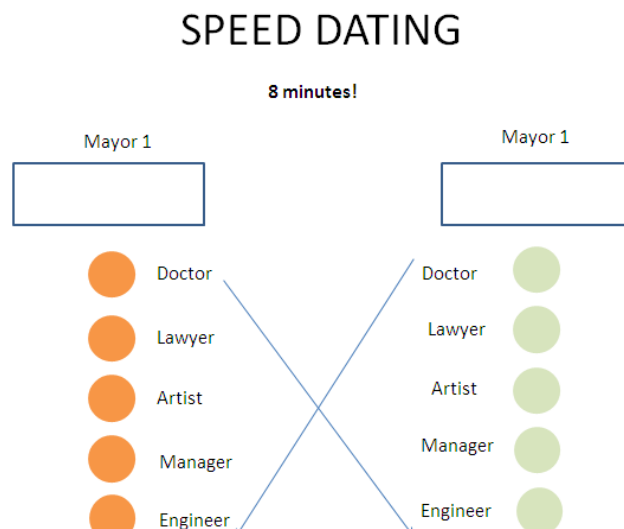 SPEED DATING
8 minutes!
Mayor 1
Mayor 1
Doctor
Doctor
Lawyer
Lawyer
Artist
Artist
Manager
Manager
Engineer
Engineer